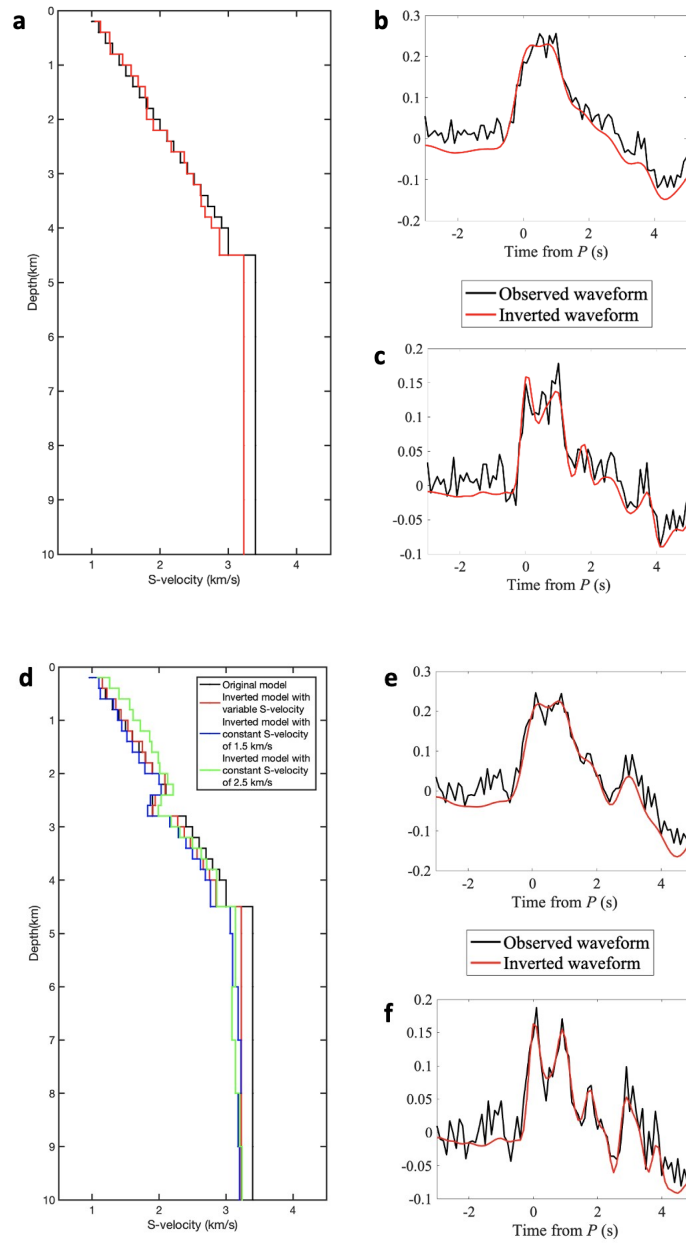 a
0
1
2
3
4
5
6
7
8
9
10
Depth(km)
1 2 3 4
S-velocity (km/s)
b
0.3
0.2
0.1
0
-0.1
-0.2
-2 0 2 4
Time from P (s)
Observed waveform
Inverted waveform
c
0.2
0.15
0.1
0.05
0
-0.05
-0.1
-2 0 2 4
Time from P (s)
d
0
1
2
3
4
5
6
7
8
9
10
Depth(km)
1 2 3 4
S-velocity (km/s)
Original model
Inverted model with
variable S-velocity
Inverted model with
constant S-velocity
of 1.5 km/s
Inverted model with
constant S-velocity
of 2.5 km/s
e
0.3
0.2
0.1
0
-0.1
-0.2
-2 0 2 4
Time from P (s)
Observed waveform
Inverted waveform
f
0.2
0.15
0.1
0.05
0
-0.05
-0.1
-2 0 2 4
Time from P (s)